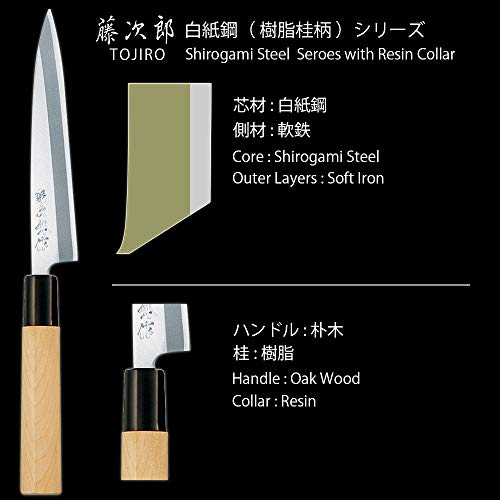 藤次郎 白紙鋼（樹脂桂柄）シリーズ
TOJIRO Shirogami Steel Seroes with Resin Collar
芯材：白紙鋼
側材：軟鉄
Core : Shirogami Steel
Outer Layers : Soft Iron
ハンドル：朴木
桂：樹脂
Handle : Oak Wood
Collar : Resin